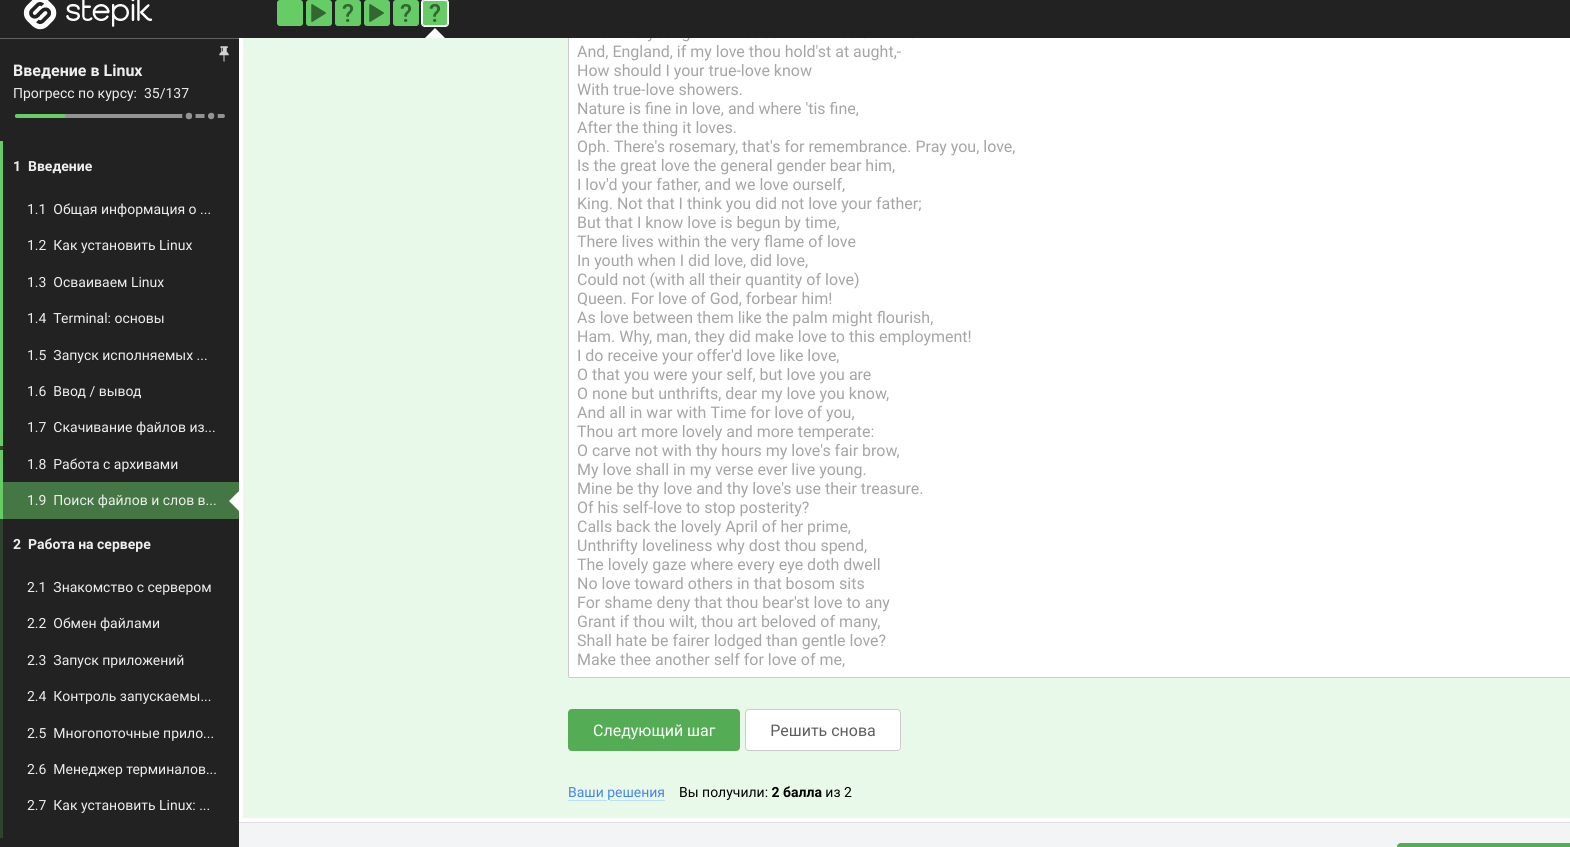 stepik
? ? ?
Введение в Linux
Прогресс по курсу: 35/137
1 Введение
1.1 Общая информация о ...
1.2 Как установить Linux
1.3 Осваиваем Linux
1.4 Terminal: основы
1.5 Запуск исполняемых ...
1.6 Ввод / вывод
1.7 Скачивание файлов из...
1.8 Работа с архивами
1.9 Поиск файлов и слов в...
2 Работа на сервере
2.1 Знакомство с сервером
2.2 Обмен файлами
2.3 Запуск приложений
2.4 Контроль запускаемы...
2.5 Многопоточные прило...
2.6 Менеджер терминалов...
2.7 Как установить Linux: ...
And, England, if my love thou hold'st at aught,-
How should I your true-love know
With true-love showers.
Nature is fine in love, and where 'tis fine,
After the thing it loves.
Oph. There's rosemary, that's for remembrance. Pray you, love,
Is the great love the general gender bear him,
I lov'd your father, and we love ourself,
King. Not that I think you did not love your father;
But that I know love is begun by time,
There lives within the very flame of love
In youth when I did love, did love,
Could not (with all their quantity of love)
Queen. For love of God, forbear him!
As love between them like the palm might flourish,
Ham. Why, man, they did make love to this employment!
I do receive your offer'd love like love,
O that you were your self, but love you are
O none but unthrifts, dear my love you know,
And all in war with Time for love of you,
Thou art more lovely and more temperate:
O carve not with thy hours my love's fair brow,
My love shall in my verse ever live young.
Mine be thy love and thy love's use their treasure.
Of his self-love to stop posterity?
Calls back the lovely April of her prime,
Unthrifty loveliness why dost thou spend,
The lovely gaze where every eye doth dwell
No love toward others in that bosom sits
For shame deny that thou bear'st love to any
Grant if thou wilt, thou art beloved of many,
Shall hate be fairer lodged than gentle love?
Make thee another self for love of me,
Следующий шаг
Решить снова
Ваши решения Вы получили: 2 балла из 2